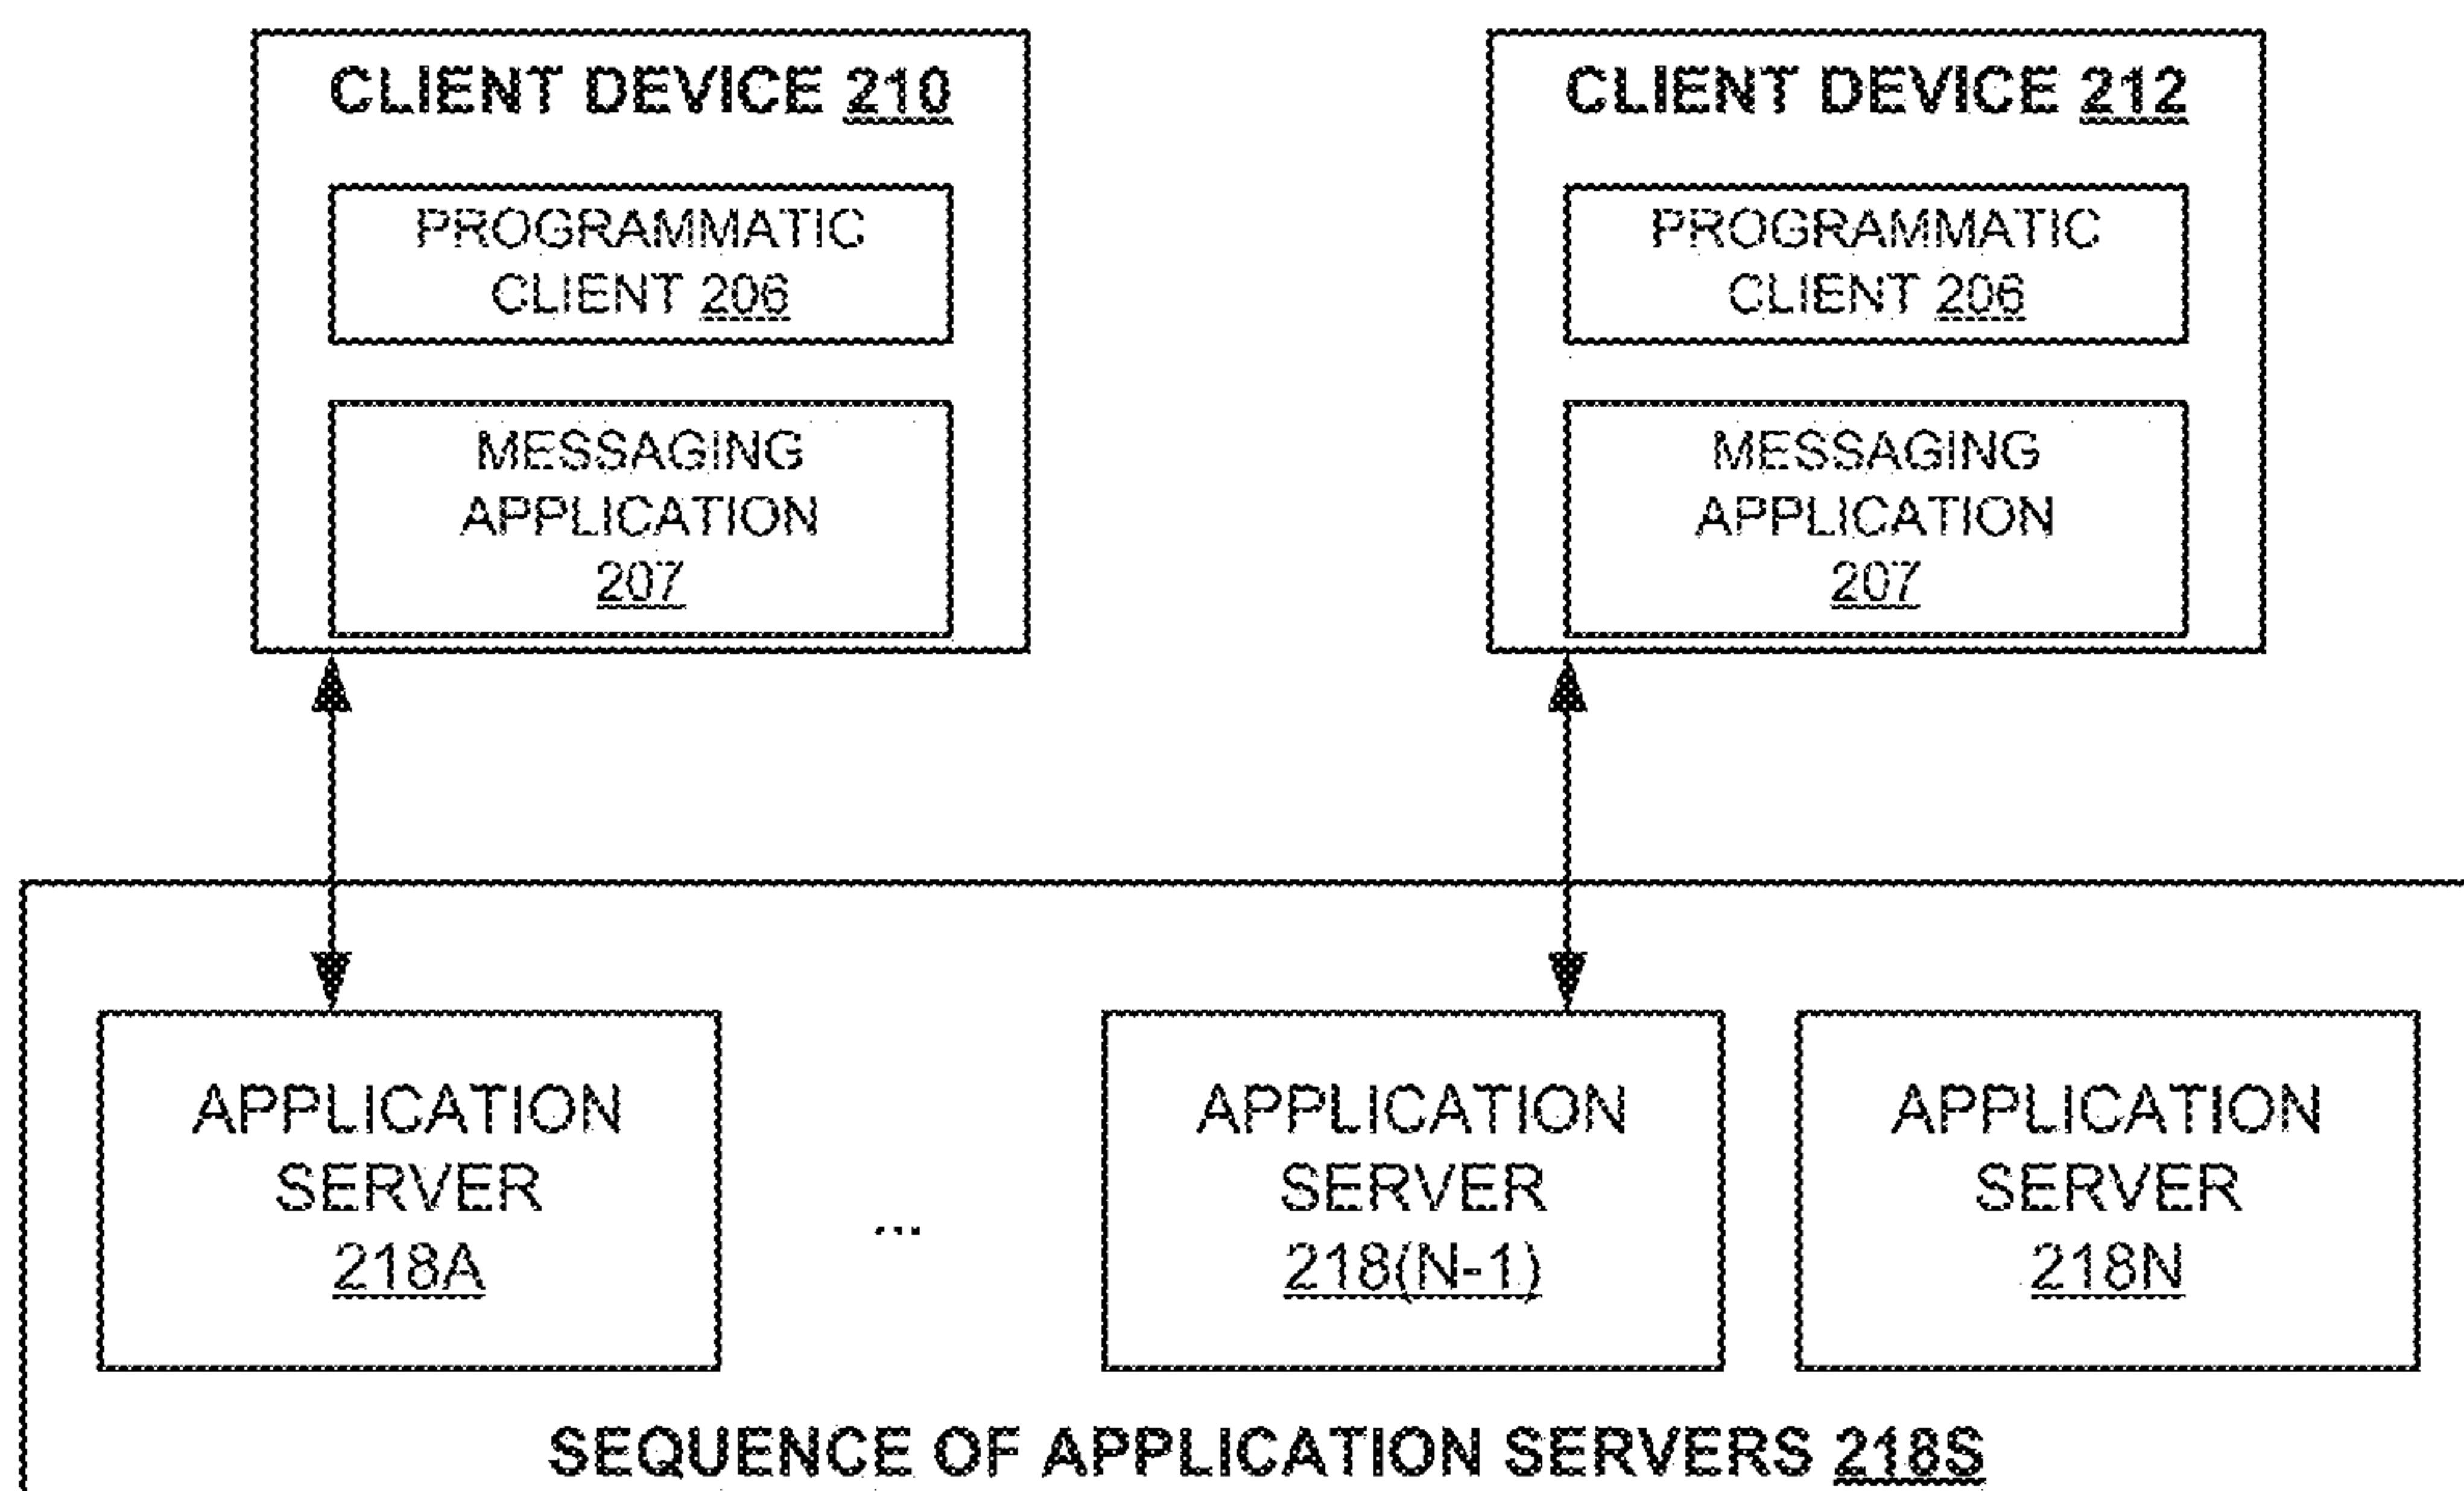 CLIENT DEVICE 210
PROGRAMMATIC
CLIENT 206
MESSAGING
APPLICATION
207
CLIENT DEVICE 212
PROGRAMMATIC
CLIENT 206
MESSAGING
APPLICATION
207
APPLICATION
SERVER
218A
...
APPLICATION
SERVER
218(N-1)
APPLICATION
SERVER
218N
SEQUENCE OF APPLICATION SERVERS 218S